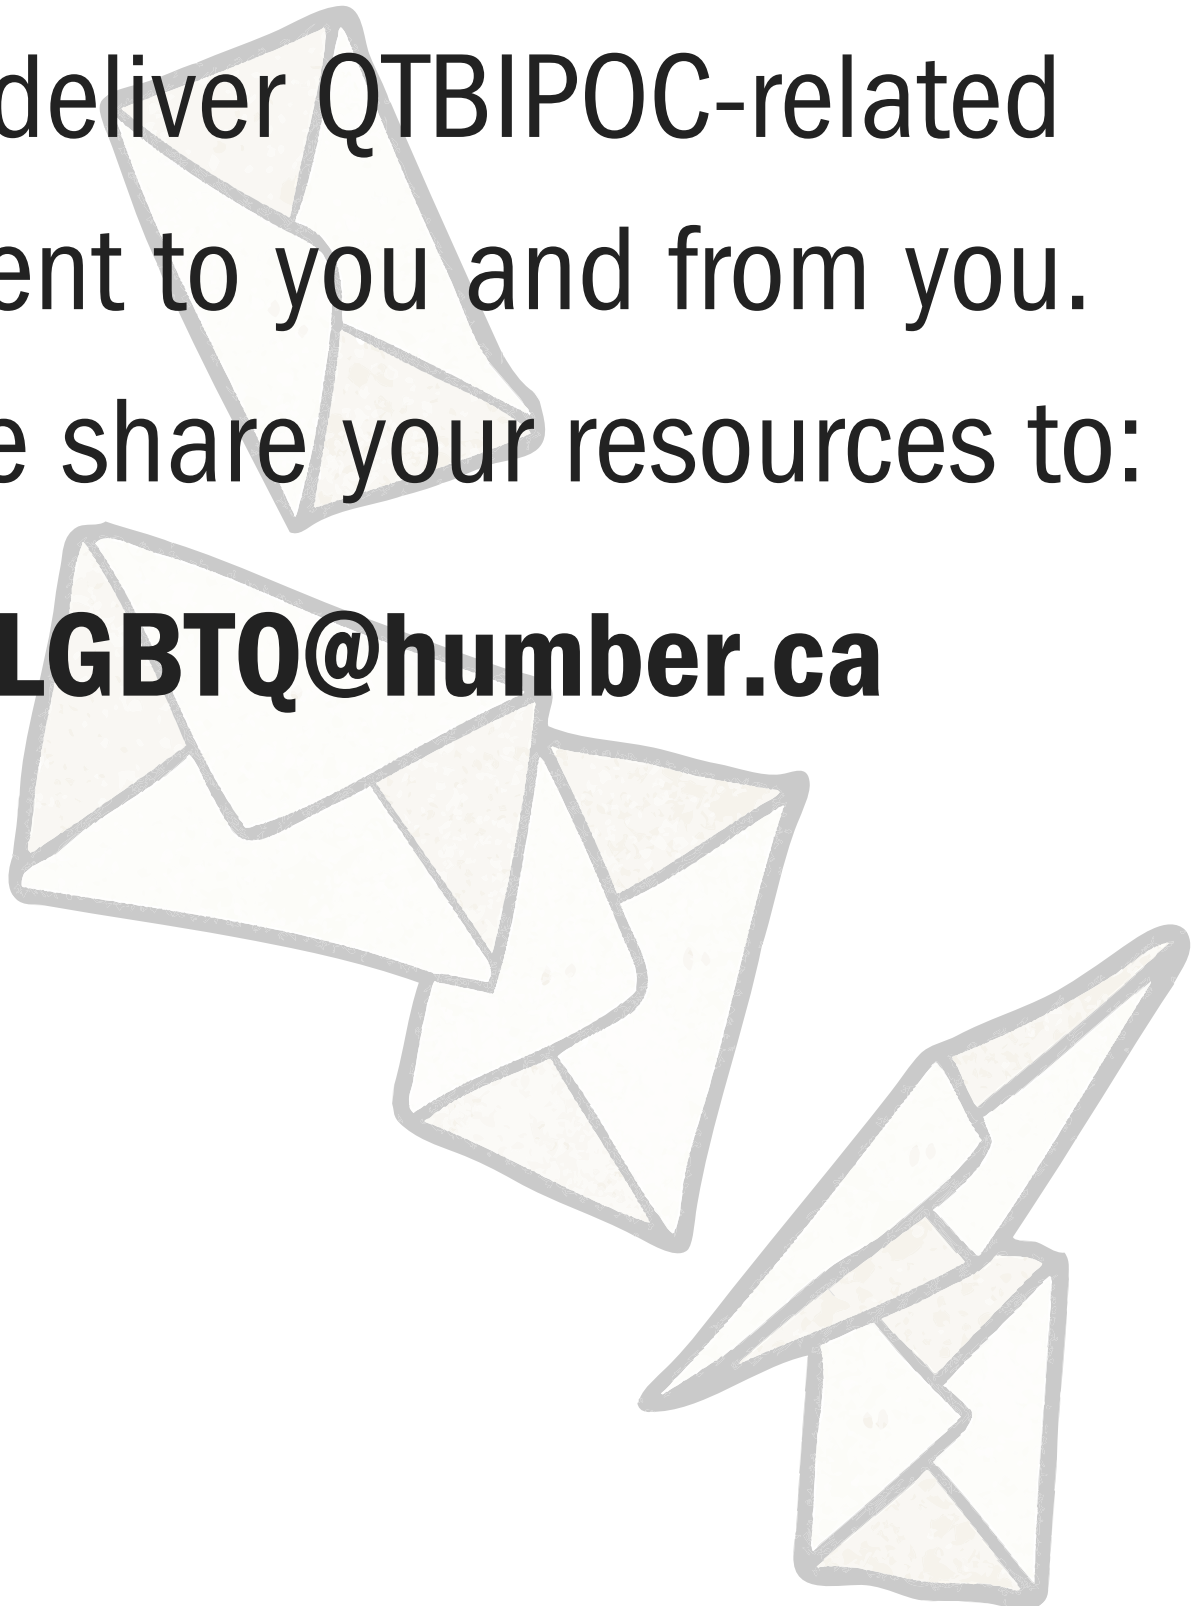 deliver QTBIPOC-related
ent to you and from you.
e share your resources to:
LGBTQ@humber.ca